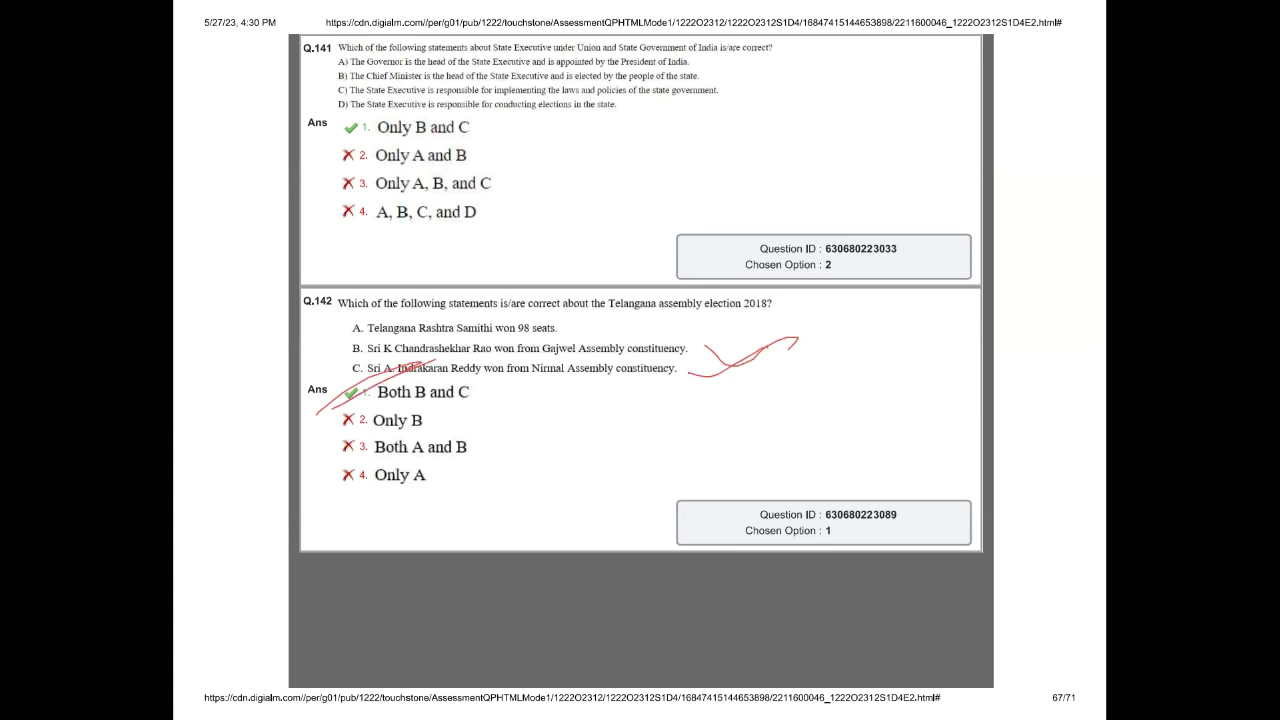 5/27/23, 4:30 PM https://cdn.digialm.com//per/g01/pub/1222/touchstone/AssessmentQPHTMLMode1/1222O2312/1222O2312S1D4/16847415144653898/2211600046_1222O2312S1D4E2.html#
Q.141 Which of the following statements about State Executive under Union and State Government of India is/are correct?
A) The Governor is the head of the State Executive and is appointed by the President of India.
B) The Chief Minister is the head of the State Executive and is elected by the people of the state.
C) The State Executive is responsible for implementing the laws and policies of the state government.
D) The State Executive is responsible for conducting elections in the state.
Ans 1. Only B and C
2. Only A and B
3. Only A, B, and C
4. A, B, C, and D
Question ID : 630680223033
Chosen Option : 2
Q.142 Which of the following statements is/are correct about the Telangana assembly election 2018?
A. Telangana Rashtra Samithi won 98 seats.
B. Sri K Chandrashekhar Rao won from Gajwel Assembly constituency.
C. Sri A. Indrakaran Reddy won from Nirmal Assembly constituency.
Ans 1. Both B and C
2. Only B
3. Both A and B
4. Only A
Question ID : 630680223089
Chosen Option : 1
https://cdn.digialm.com//per/g01/pub/1222/touchstone/AssessmentQPHTMLMode1/1222O2312/1222O2312S1D4/16847415144653898/2211600046_1222O2312S1D4E2.html# 67/71